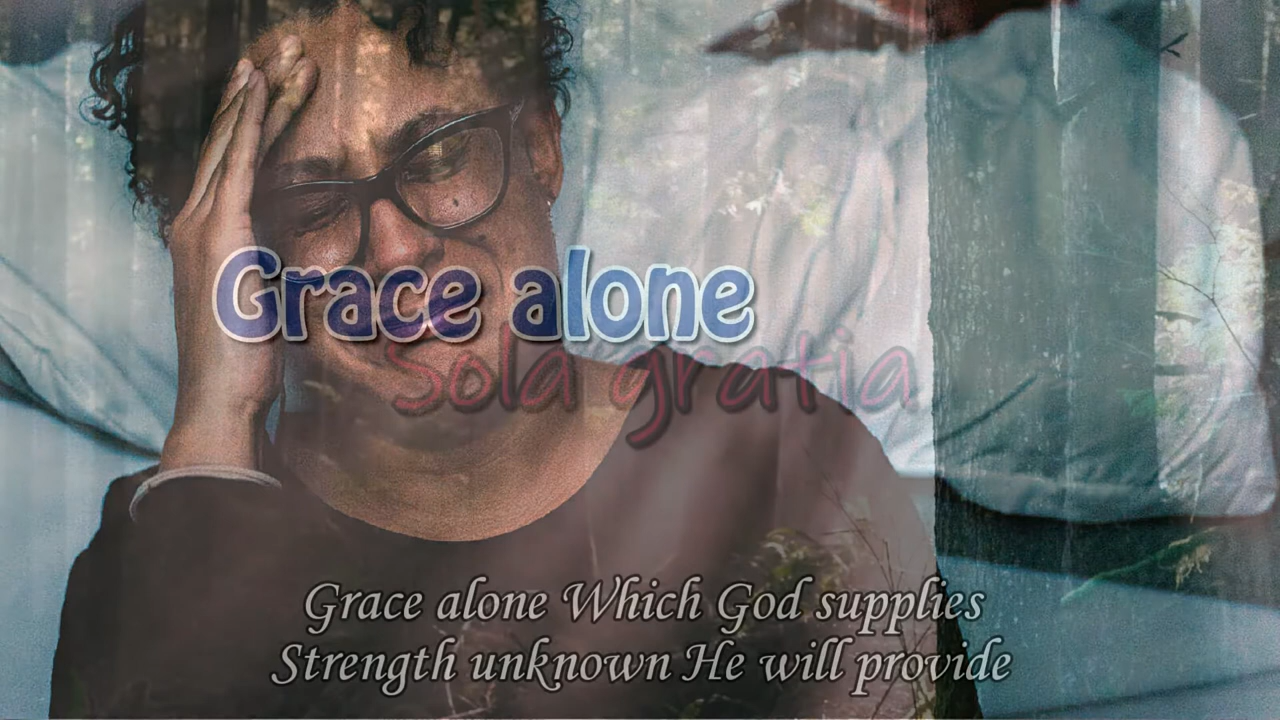 Grace alone
Sola gratia
Grace alone Which God supplies
Strength unknown He will provide